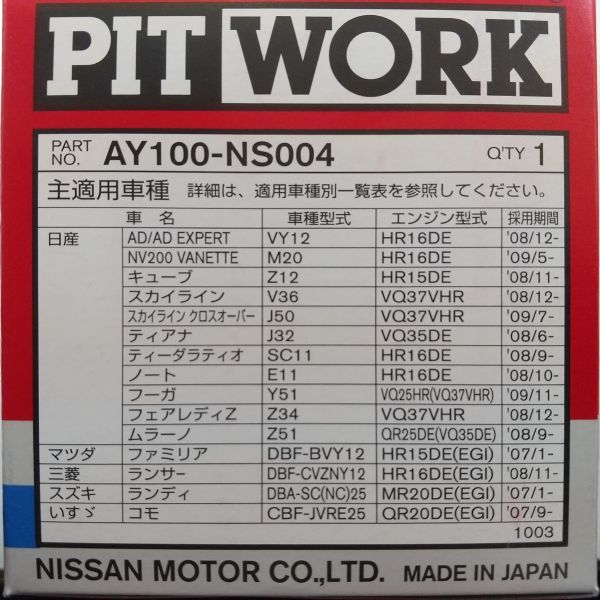 PIT WORK
PART NO. AY100-NS004 Q'TY 1
主適用車種 詳細は、適用車種別一覧表を参照してください。
車 名 車種型式 エンジン型式 採用期間
日産 AD/AD EXPERT VY12 HR16DE '08/12-
NV200 VANETTE M20 HR16DE '09/5-
キューブ Z12 HR15DE '08/11-
スカイライン V36 VQ37VHR '08/12-
スカイライン クロスオーバー J50 VQ37VHR '09/7-
ティアナ J32 VQ35DE '08/6-
ティーダラティオ SC11 HR16DE '08/9-
ノート E11 HR16DE '08/10-
フーガ Y51 VQ25HR(VQ37VHR) '09/11-
フェアレディZ Z34 VQ37VHR '08/12-
ムラーノ Z51 QR25DE(VQ35DE) '08/9-
マツダ ファミリア DBF-BVY12 HR15DE(EGI) '07/1-
三菱 ランサー DBF-CVZNY12 HR16DE(EGI) '08/11-
スズキ ランディ DBA-SC(NC)25 MR20DE(EGI) '07/1-
いすゞ コモ CBF-JVRE25 QR20DE(EGI) '07/9-
1003
NISSAN MOTOR CO.,LTD. MADE IN JAPAN